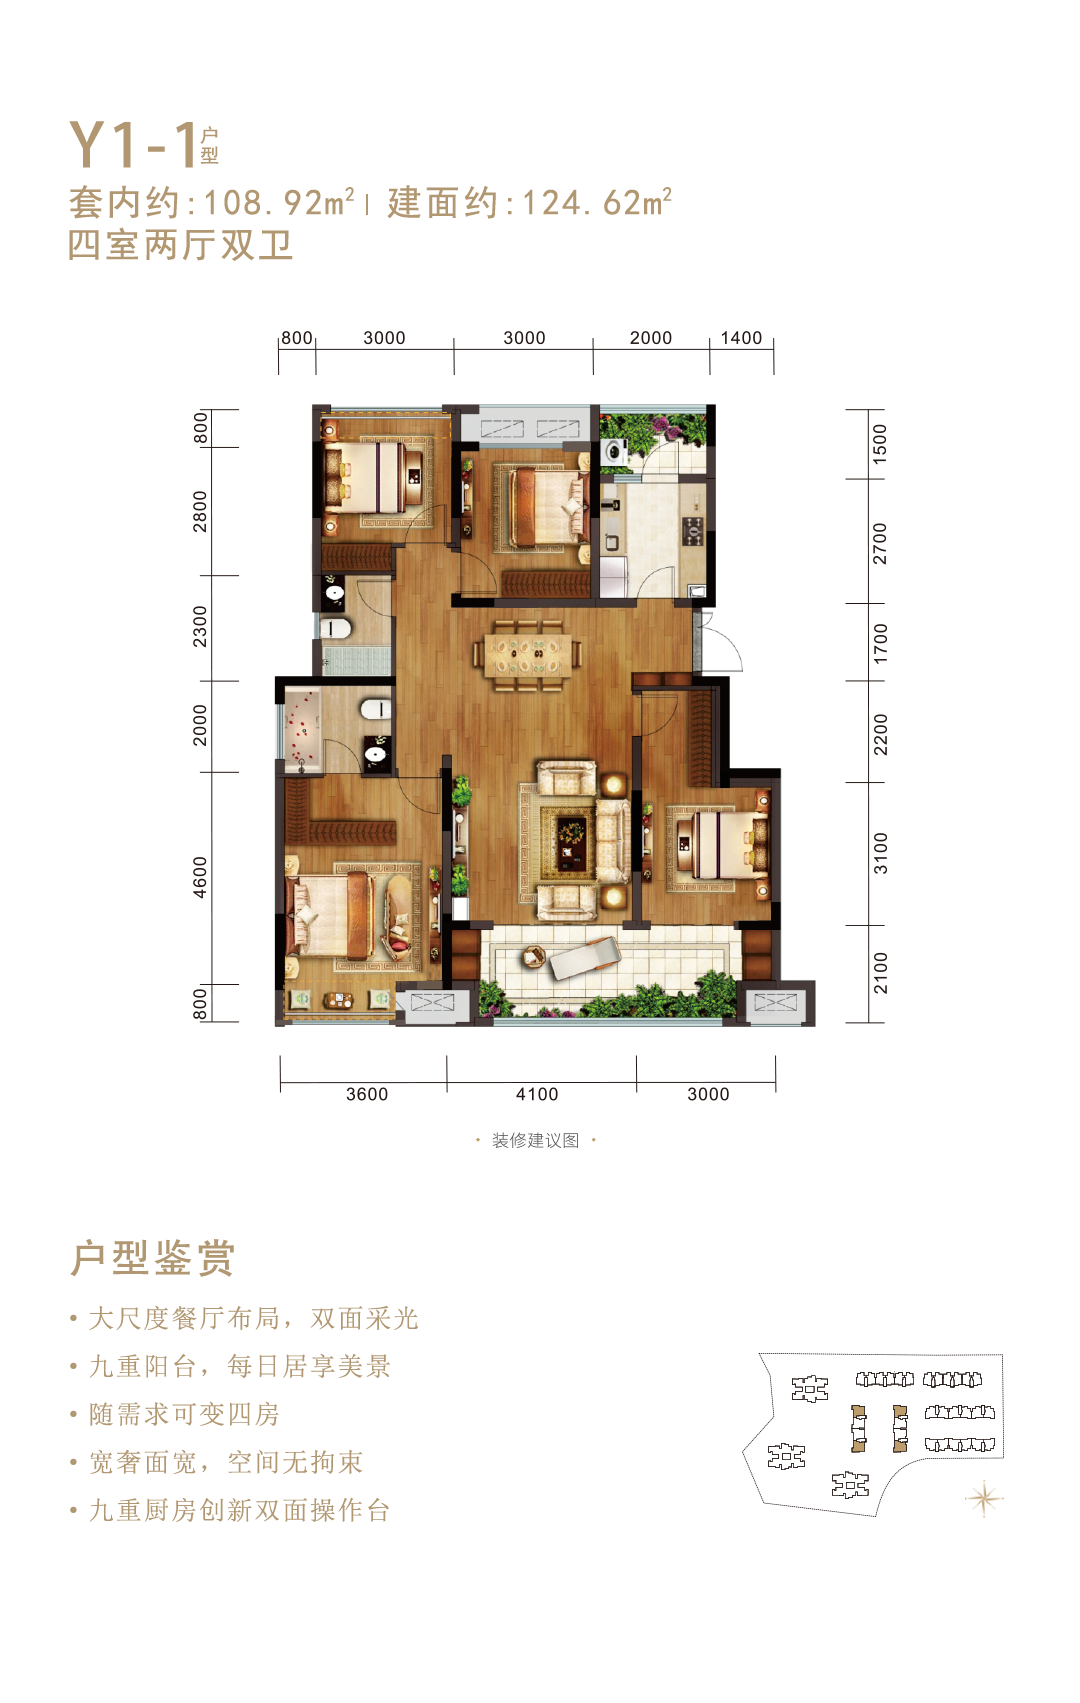 Y1-1户型
套内约:108.92m²| 建面约:124.62m²
四室两厅双卫
800 3000 3000 2000 1400
800
2800
2300
2000
4600
800
1500
2700
1700
2200
3100
2100
3600 4100 3000
· 装修建议图 ·
户型鉴赏
• 大尺度餐厅布局，双面采光
• 九重阳台，每日居享美景
• 随需求可变四房
• 宽奢面宽，空间无拘束
• 九重厨房创新双面操作台